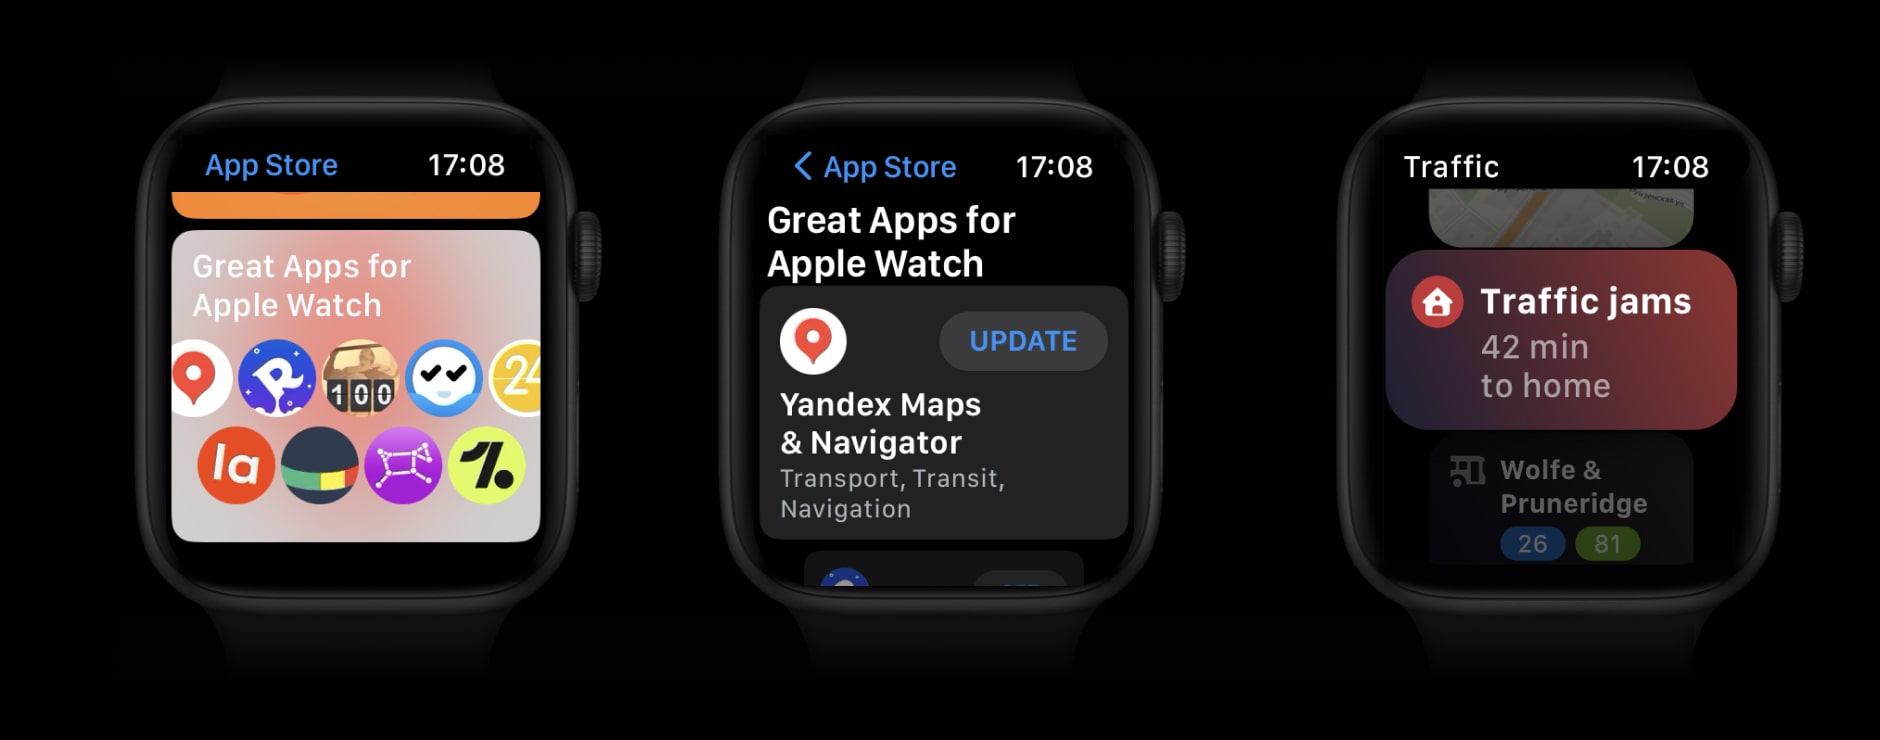 App Store 17:08
Great Apps for
Apple Watch
100
24
la
1.
App Store 17:08
Great Apps for
Apple Watch
UPDATE
Yandex Maps
& Navigator
Transport, Transit,
Navigation
Traffic 17:08
Traffic jams
42 min
to home
Wolfe &
Pruneridge
26 81